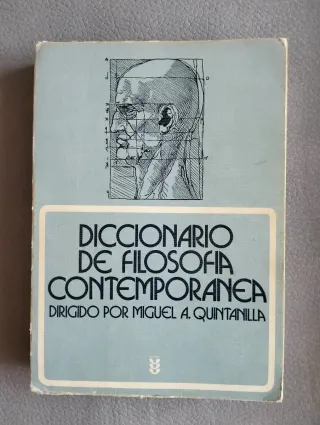 DICCIONARIO
DE FILOSOFIA
CONTEMPORANEA
DIRIGIDO POR MIGUEL A. QUINTANILLA